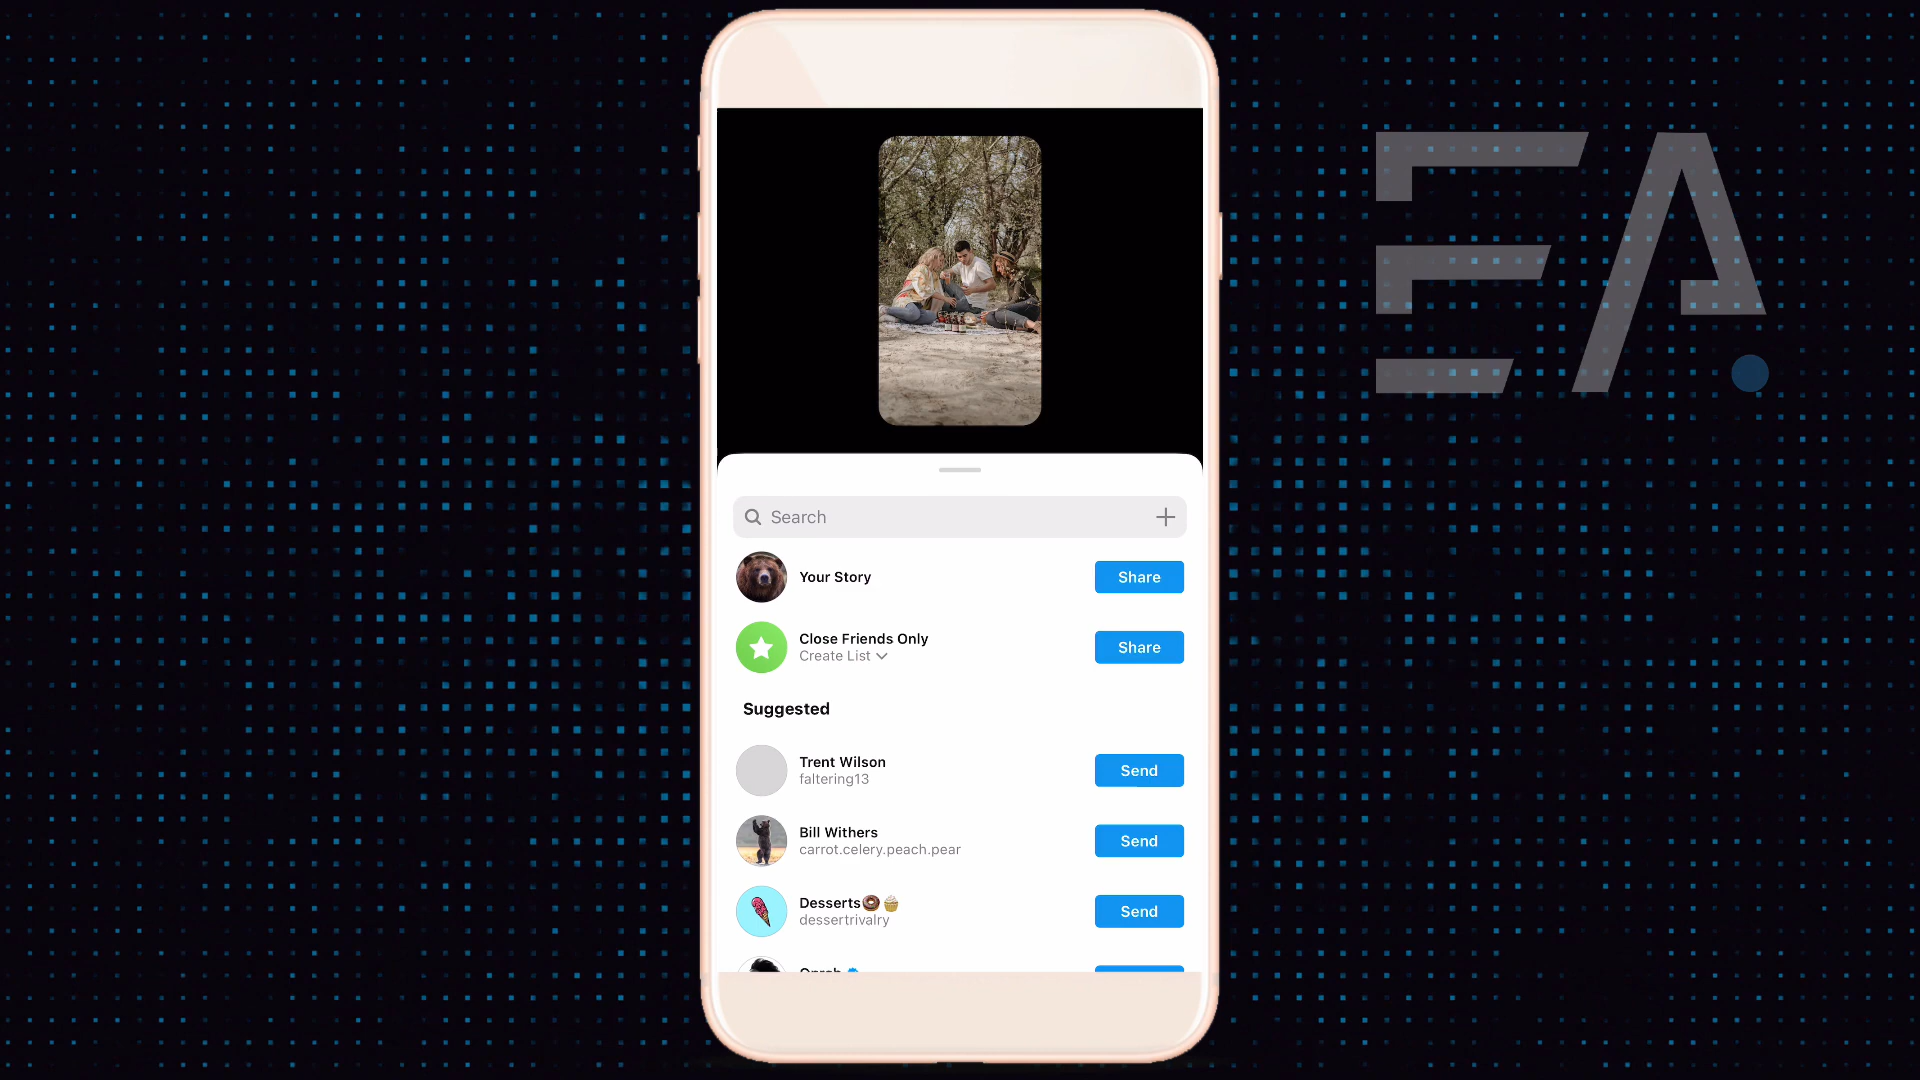 EA.
Search
Your Story
Share
Close Friends Only
Create List
Share
Suggested
Trent Wilson
faltering13
Send
Bill Withers
carrot.celery.peach.pear
Send
Desserts🍩🧁
dessertrivalry
Send